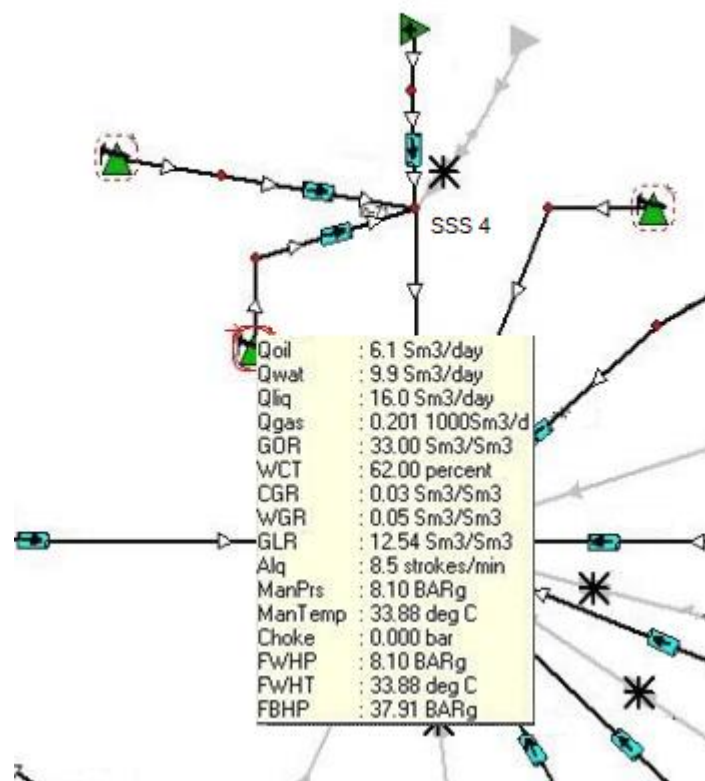 SSS 4
Qoil : 6.1 Sm3/day
Qwat : 9.9 Sm3/day
Qliq : 16.0 Sm3/day
Qgas : 0.201 1000Sm3/d
GOR : 33.00 Sm3/Sm3
WCT : 62.00 percent
CGR : 0.03 Sm3/Sm3
WGR : 0.05 Sm3/Sm3
GLR : 12.54 Sm3/Sm3
Alq : 8.5 strokes/min
ManPrs : 8.10 BARg
ManTemp : 33.88 deg C
Choke : 0.000 bar
FWHP : 8.10 BARg
FWHT : 33.88 deg C
FBHP : 37.91 BARg